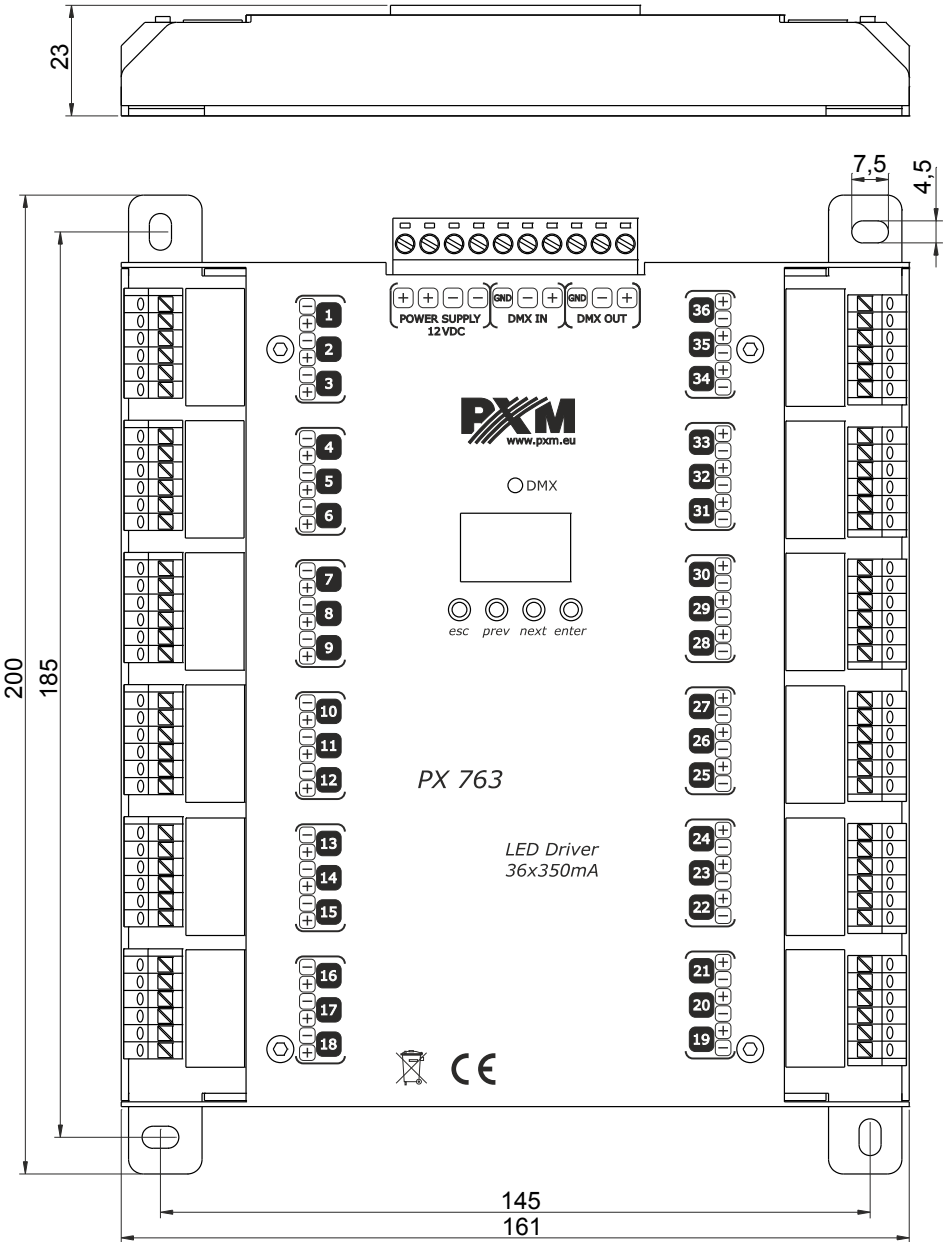 23
7,5
4,5
200
185
+ + − − GND − + GND − +
POWER SUPPLY DMX IN DMX OUT
12VDC
− + 1
− + 2
− + 3
− + 4
− + 5
− + 6
− + 7
− + 8
− + 9
− + 10
− + 11
− + 12
− + 13
− + 14
− + 15
− + 16
− + 17
− + 18
PXM
www.pxm.eu
DMX
esc prev next enter
PX 763
LED Driver
36x350mA
CE
36 + −
35 + −
34 + −
33 + −
32 + −
31 + −
30 + −
29 + −
28 + −
27 + −
26 + −
25 + −
24 + −
23 + −
22 + −
21 + −
20 + −
19 + −
145
161